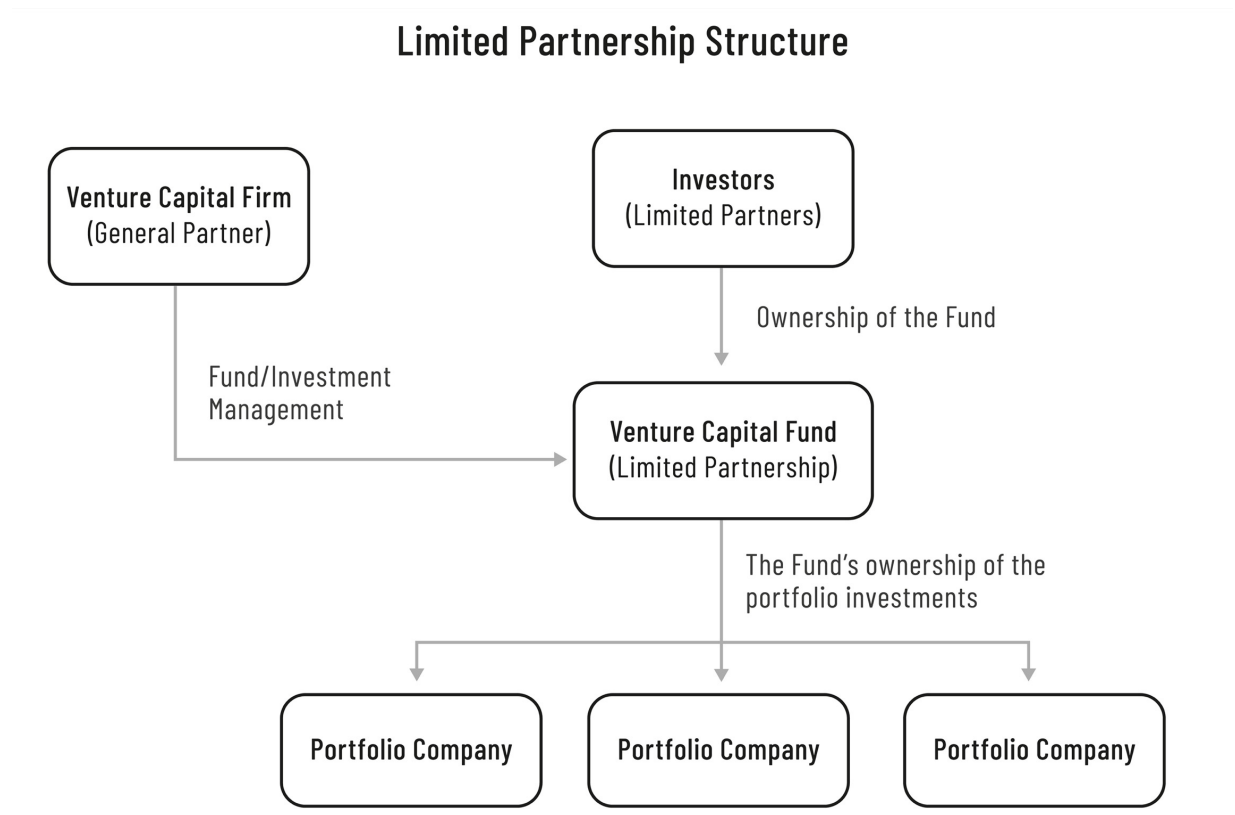 Limited Partnership Structure
Venture Capital Firm
(General Partner)
Investors
(Limited Partners)
Ownership of the Fund
Fund/Investment
Management
Venture Capital Fund
(Limited Partnership)
The Fund’s ownership of the
portfolio investments
Portfolio Company
Portfolio Company
Portfolio Company